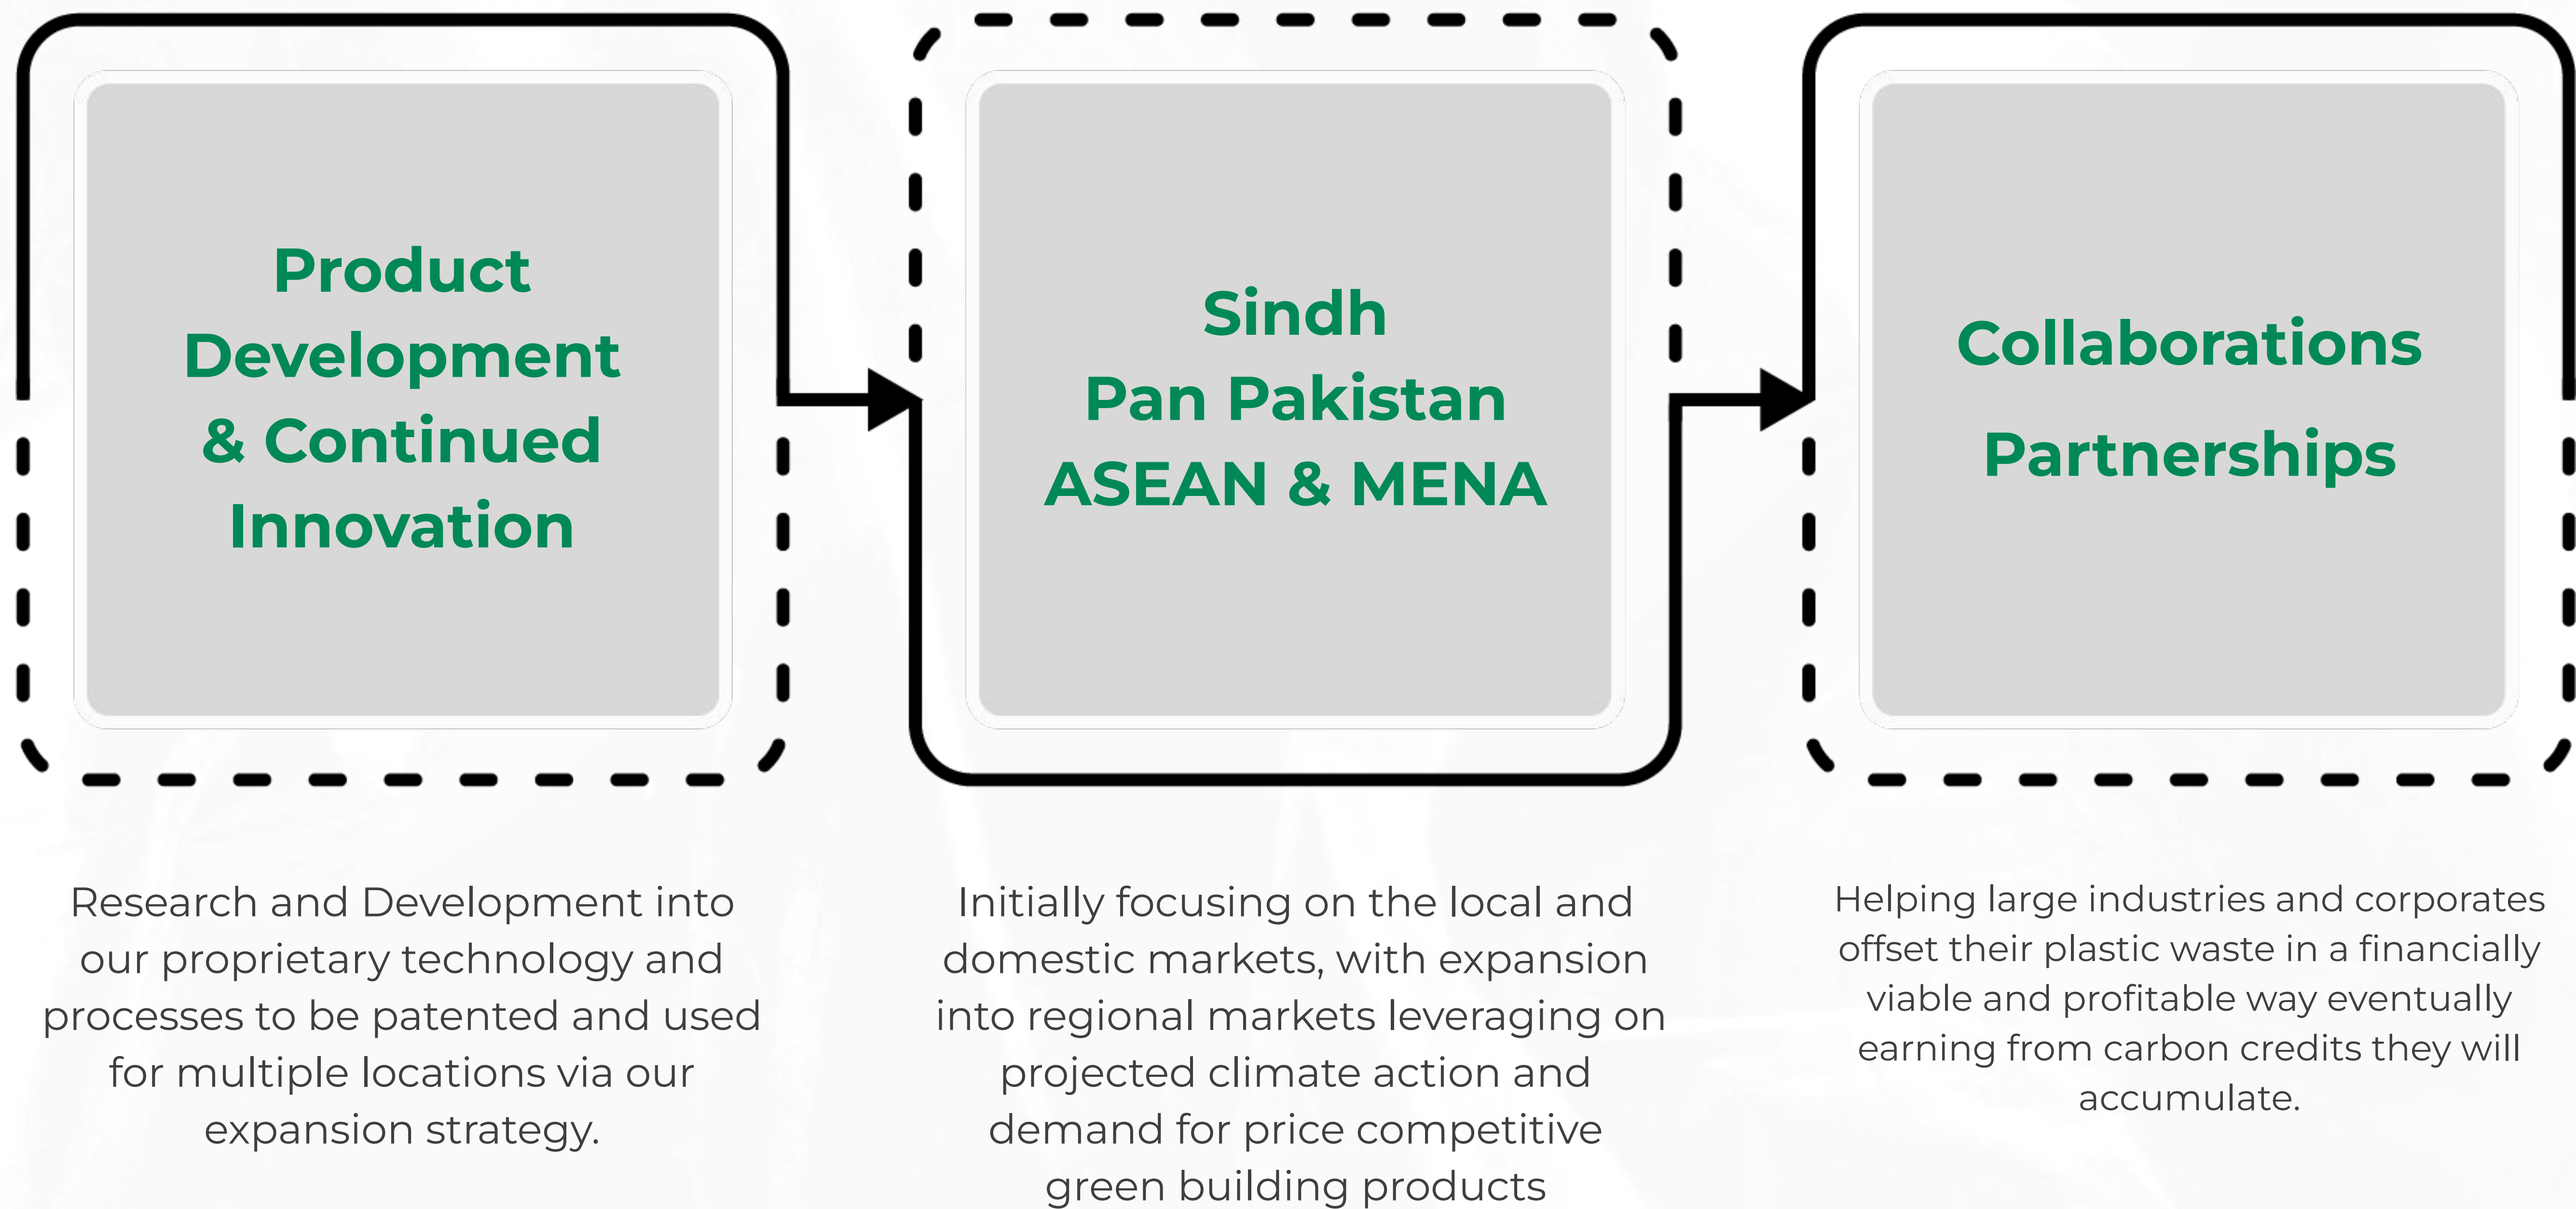 Product
Development
& Continued
Innovation
Sindh
Pan Pakistan
ASEAN & MENA
Collaborations
Partnerships
Research and Development into
our proprietary technology and
processes to be patented and used
for multiple locations via our
expansion strategy.
Initially focusing on the local and
domestic markets, with expansion
into regional markets leveraging on
projected climate action and
demand for price competitive
green building products
Helping large industries and corporates
offset their plastic waste in a financially
viable and profitable way eventually
earning from carbon credits they will
accumulate.